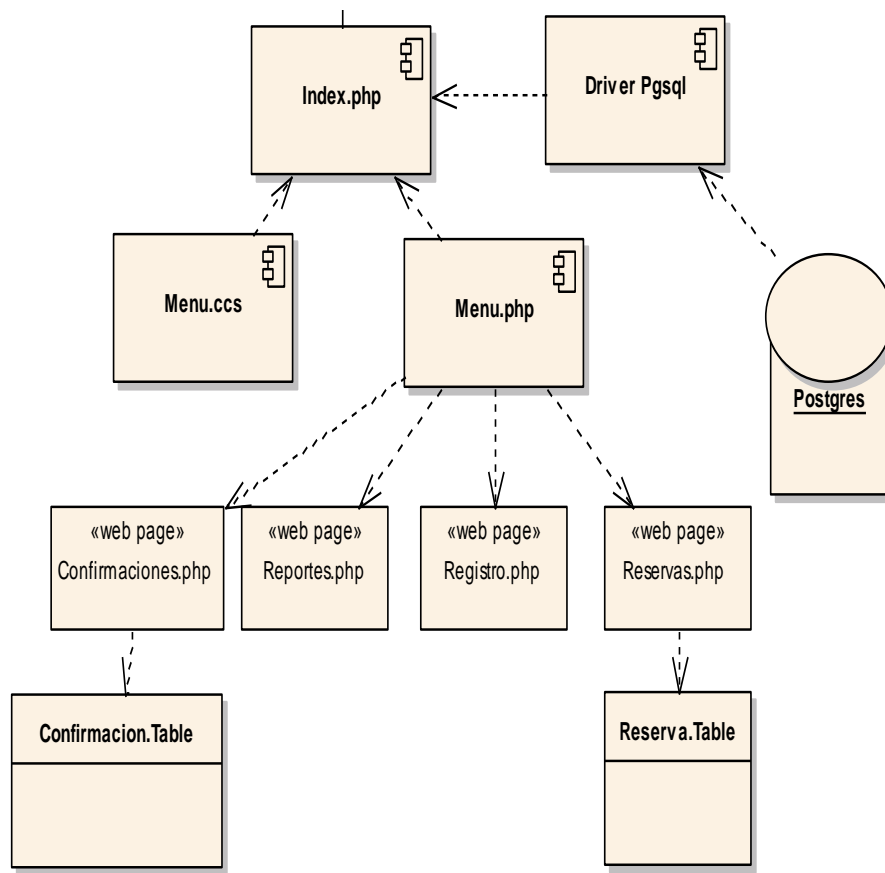 Index.php
Driver Pgsql
Menu.ccs
Menu.php
Postgres
«web page»
Confirmaciones.php
«web page»
Reportes.php
«web page»
Registro.php
«web page»
Reservas.php
Confirmacion.Table
Reserva.Table